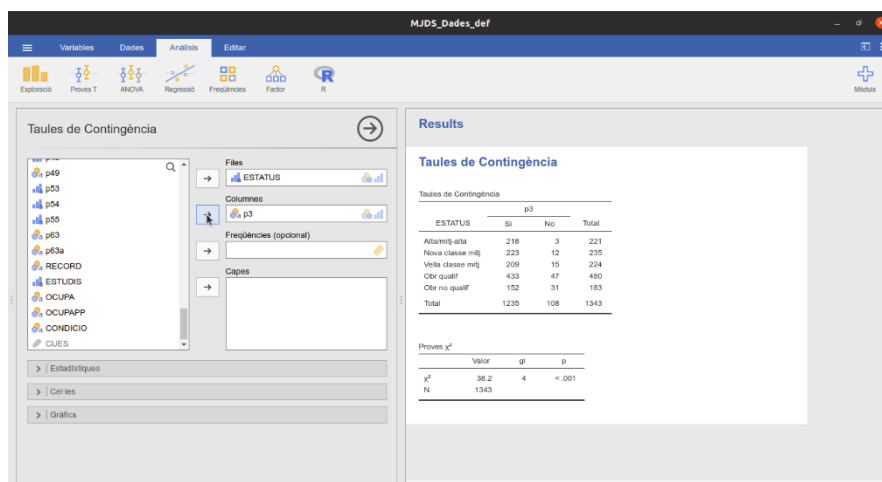 MJDS_Dades_def
Variables Dades Anàlisis Editar
Exploració Proves T ANOVA Regressió Freqüències Factor R Mòduls
Taules de Contingència
p49
p53
p54
p55
p63
p63a
RECORD
ESTUDIS
OCUPA
OCUPAPP
CONDICIO
CUES
Files
ESTATUS
Columnes
p3
Freqüències (opcional)
Capes
Estadístiques
Cel·les
Gràfics
Results
Taules de Contingència
Taules de Contingència
p3
ESTATUS Sí No Total
Alta/mitj-alta 218 3 221
Nova classe mitj 223 12 235
Vella classe mitj 209 15 224
Obr qualif 433 47 480
Obr no qualif 152 31 183
Total 1235 108 1343
Proves χ²
Valor gl p
χ² 38.2 4 < .001
N 1343